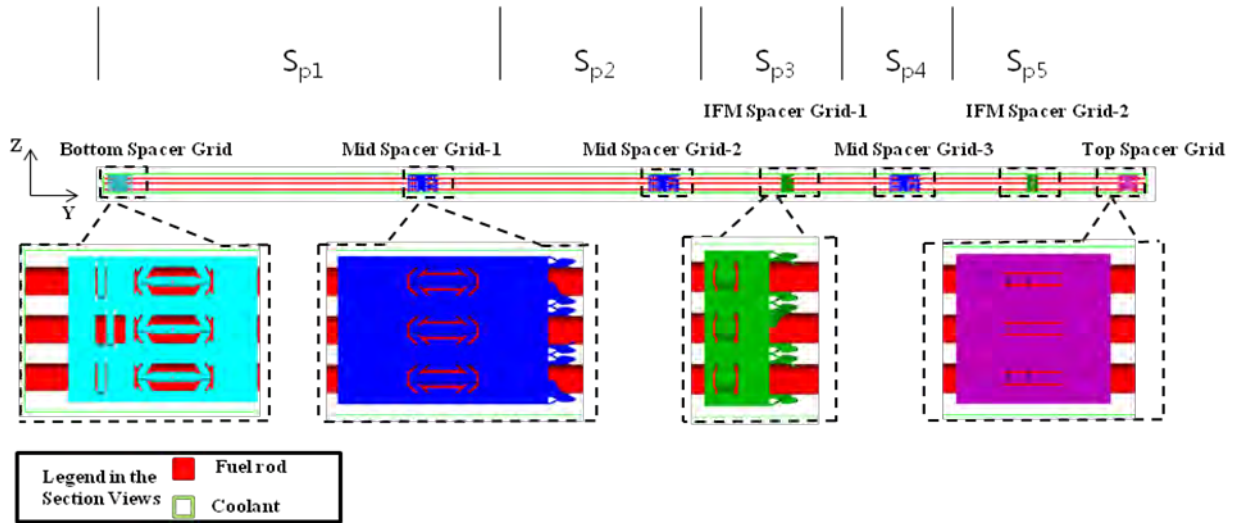 Sp1
Sp2
Sp3
Sp4
Sp5
IFM Spacer Grid-1
IFM Spacer Grid-2
Z
Bottom Spacer Grid
Mid Spacer Grid-1
Mid Spacer Grid-2
Mid Spacer Grid-3
Top Spacer Grid
Y
Legend in the
Section Views
Fuel rod
Coolant